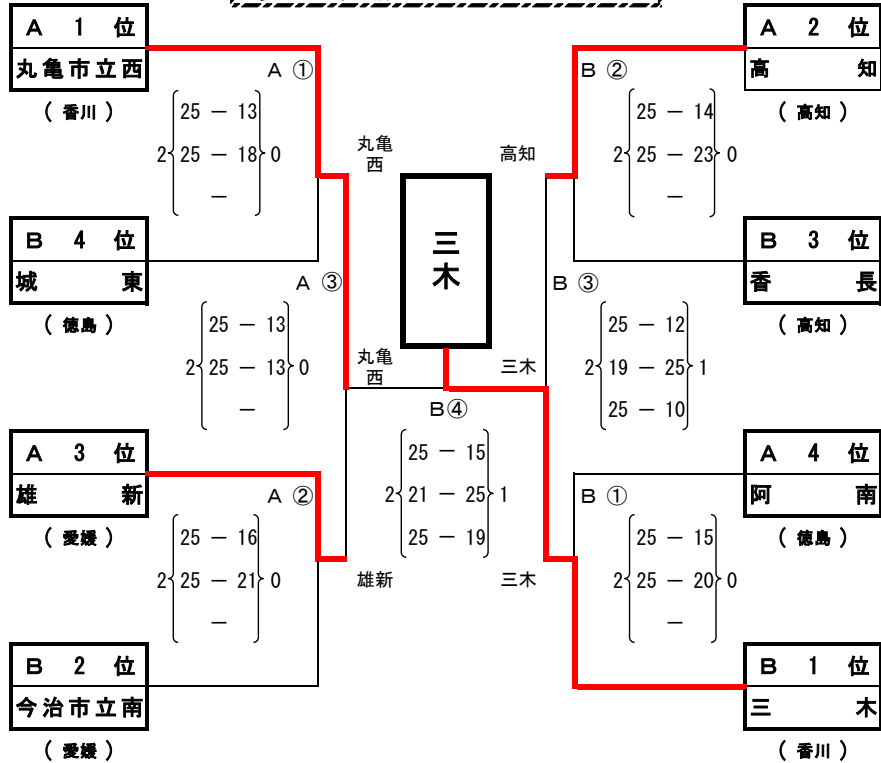 A 1 位
丸亀市立西
( 香川 )
A ①
25 － 13
2 25 － 18 0
－
B 4 位
城 東
( 徳島 )
A ③
25 － 13
2 25 － 13 0
－
A 3 位
雄 新
( 愛媛 )
A ②
25 － 16
2 25 － 21 0
－
B 2 位
今治市立南
( 愛媛 )
丸亀
西
高知
三木
丸亀
西
三木
B④
25 － 15
2 21 － 25 1
25 － 19
雄新
三木
A 2 位
高 知
( 高知 )
B ②
25 － 14
2 25 － 23 0
－
B 3 位
香 長
( 高知 )
B ③
25 － 12
2 19 － 25 1
25 － 10
A 4 位
阿 南
( 徳島 )
B ①
25 － 15
2 25 － 20 0
－
B 1 位
三 木
( 香川 )